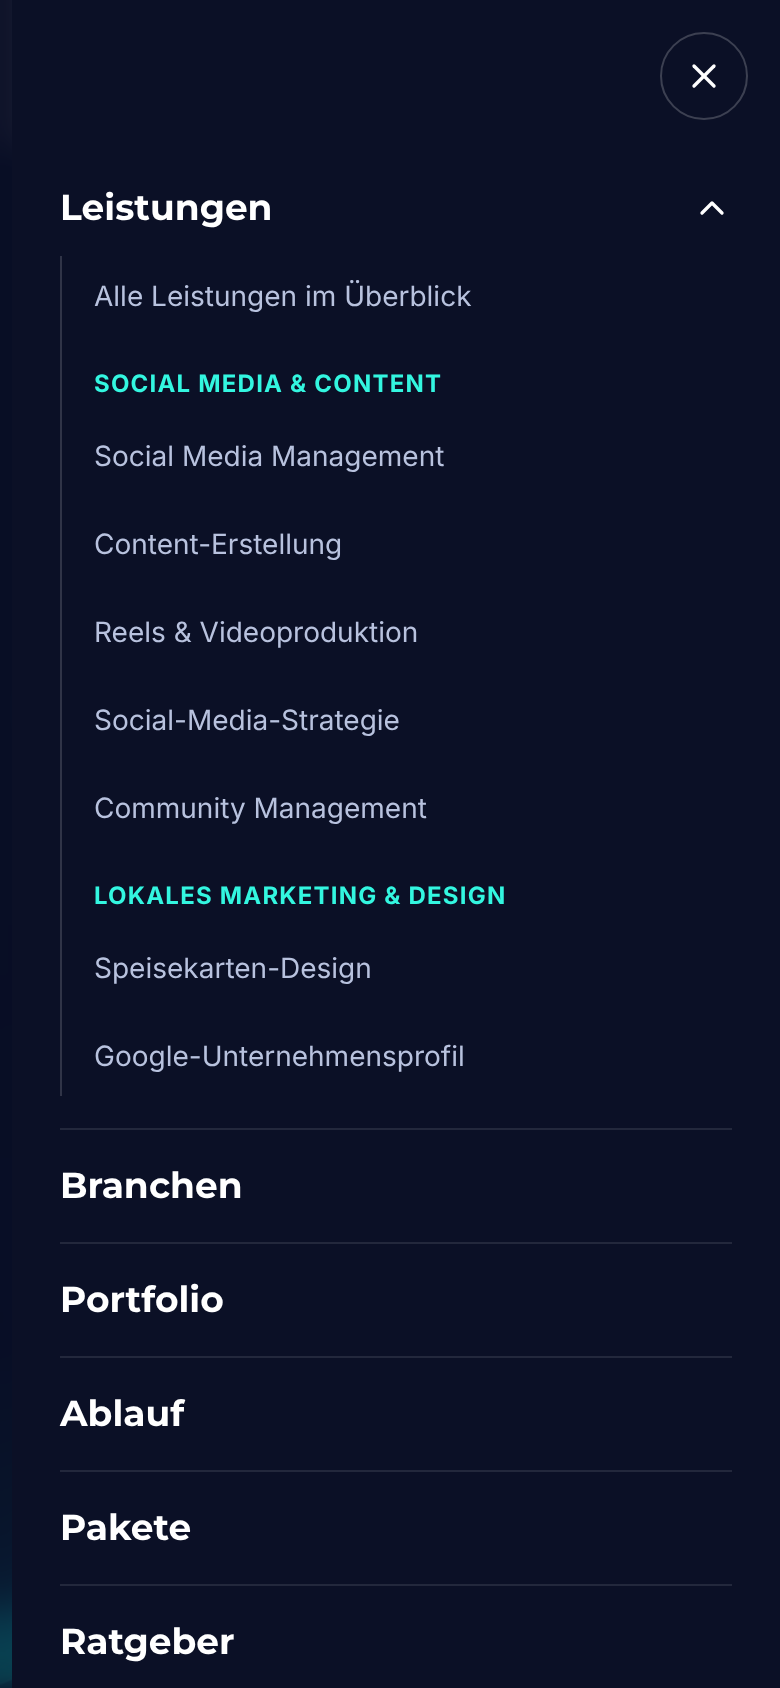 Leistungen
Alle Leistungen im Überblick
SOCIAL MEDIA & CONTENT
Social Media Management
Content-Erstellung
Reels & Videoproduktion
Social-Media-Strategie
Community Management
LOKALES MARKETING & DESIGN
Speisekarten-Design
Google-Unternehmensprofil
Branchen
Portfolio
Ablauf
Pakete
Ratgeber